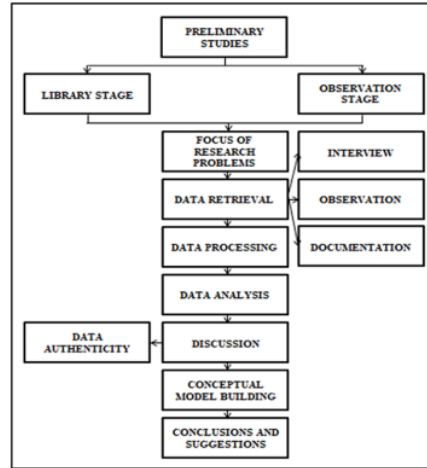 PRELIMINARY
STUDIES
LIBRARY STAGE
OBSERVATION
STAGE
FOCUS OF
RESEARCH
PROBLEMS
INTERVIEW
DATA RETRIEVAL
OBSERVATION
DATA PROCESSING
DOCUMENTATION
DATA ANALYSIS
DATA
AUTHENTICITY
DISCUSSION
CONCEPTUAL
MODEL BUILDING
CONCLUSIONS AND
SUGGESTIONS